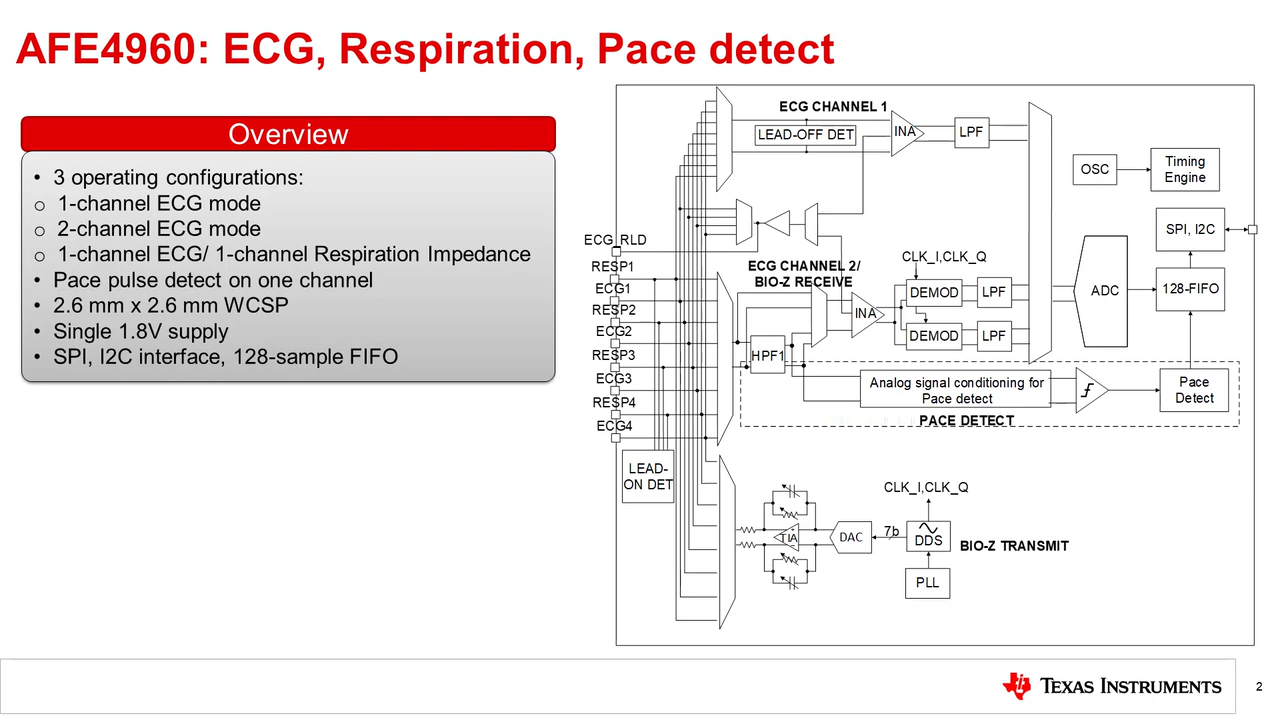 AFE4960: ECG, Respiration, Pace detect
Overview
• 3 operating configurations:
o 1-channel ECG mode
o 2-channel ECG mode
o 1-channel ECG/ 1-channel Respiration Impedance
• Pace pulse detect on one channel
• 2.6 mm x 2.6 mm WCSP
• Single 1.8V supply
• SPI, I2C interface, 128-sample FIFO
ECG CHANNEL 1
LEAD-OFF DET
INA
LPF
OSC
Timing
Engine
SPI, I2C
128-FIFO
ADC
ECG_RLD
RESP1
ECG1
RESP2
ECG2
RESP3
ECG3
RESP4
ECG4
LEAD-
ON DET
ECG CHANNEL 2/
BIO-Z RECEIVE
CLK_I,CLK_Q
INA
DEMOD
LPF
DEMOD
LPF
HPF1
Analog signal conditioning for
Pace detect
Pace
Detect
PACE DETECT
CLK_I,CLK_Q
TIA
DAC
7b
DDS
BIO-Z TRANSMIT
PLL
TEXAS INSTRUMENTS
2